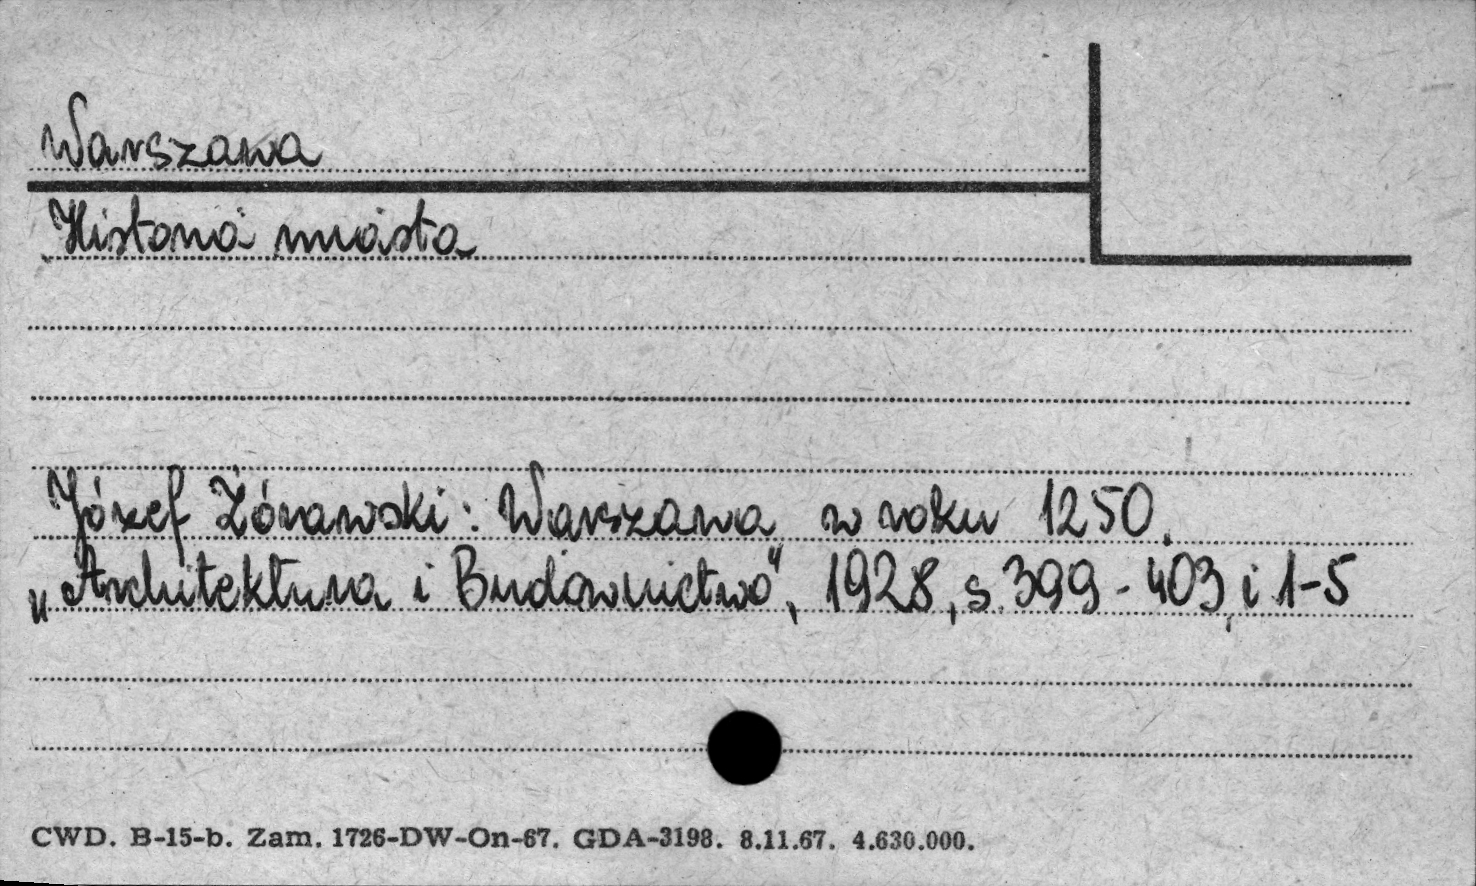 Warszawa
Historia miasta
Józef Żórawski: Warszawa w roku 1250.
„Architektura i Budownictwo", 1928, s. 399-403, i 1-5
CWD. B-15-b. Zam. 1726-DW-On-67. GDA-3198. 8.11.67. 4.630.000.